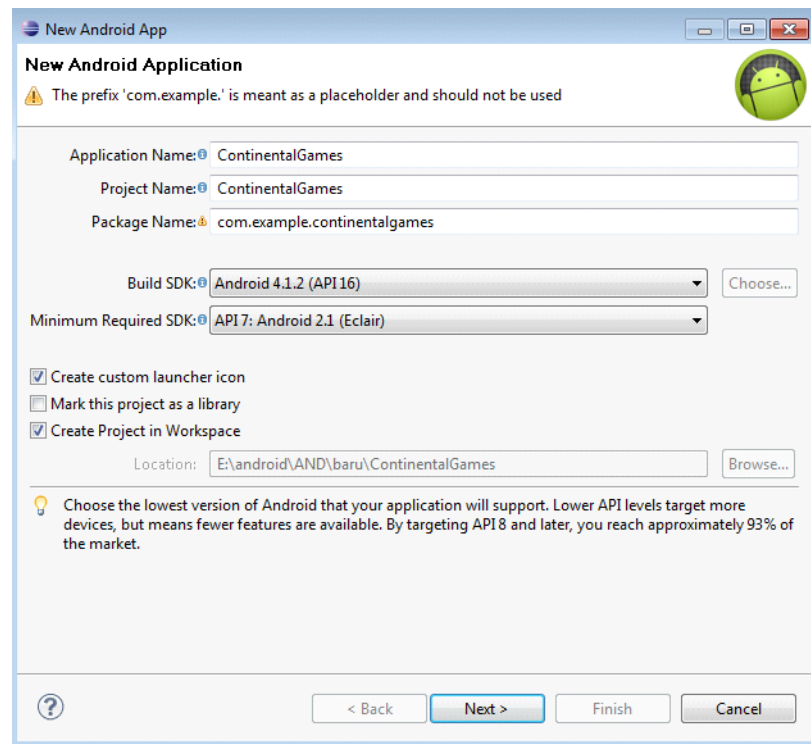 New Android App
New Android Application
The prefix 'com.example.' is meant as a placeholder and should not be used
Application Name: ContinentalGames
Project Name: ContinentalGames
Package Name: com.example.continentalgames
Build SDK: Android 4.1.2 (API 16) Choose...
Minimum Required SDK: API 7: Android 2.1 (Eclair)
Create custom launcher icon
Mark this project as a library
Create Project in Workspace
Location: E:\android\AND\baru\ContinentalGames Browse...
Choose the lowest version of Android that your application will support. Lower API levels target more
devices, but means fewer features are available. By targeting API 8 and later, you reach approximately 93% of
the market.
? < Back Next > Finish Cancel